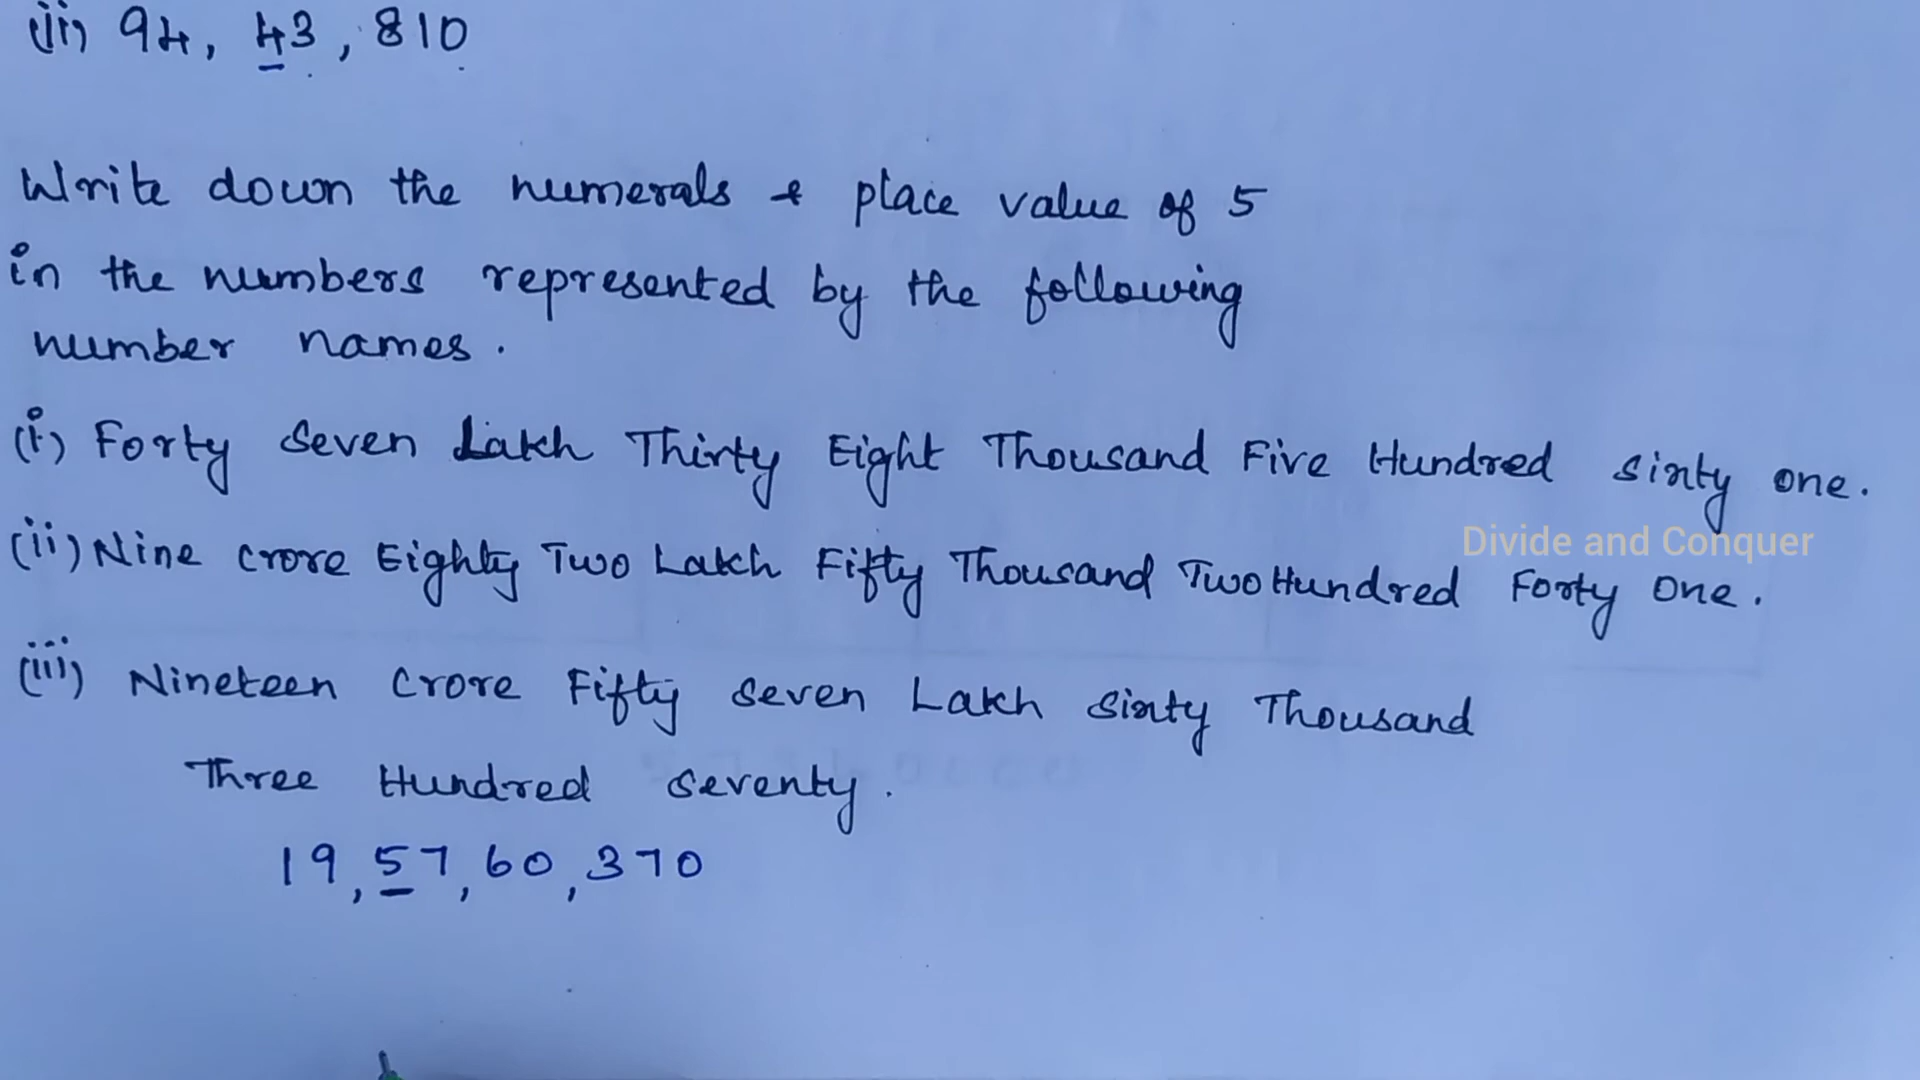 (ii) 94, 43, 810
Write down the numerals & place value of 5
in the numbers represented by the following
number names.
(i) Forty Seven Lakh Thirty Eight Thousand Five Hundred sixty one.
Divide and Conquer
(ii) Nine crore Eighty Two Lakh Fifty Thousand Two Hundred Forty One.
(iii) Nineteen Crore Fifty seven Lakh sixty Thousand
Three Hundred seventy.
19,57,60,370